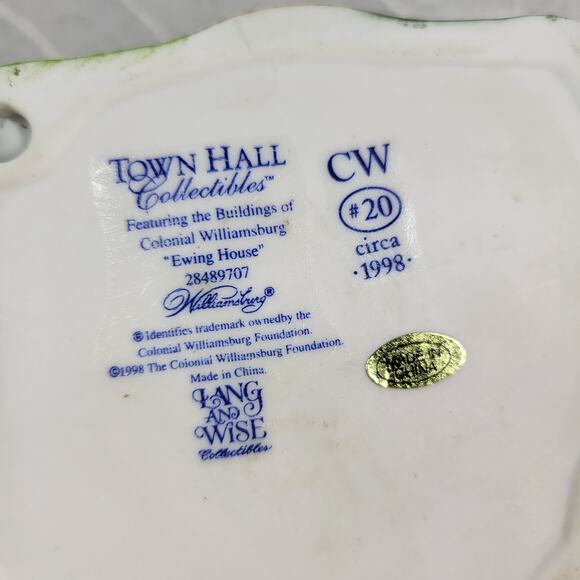 TOWN HALL
Collectibles™
Featuring the Buildings of
Colonial Williamsburg
"Ewing House"
28489707
Williamsburg®
® identifies trademark ownedby the
Colonial Williamsburg Foundation.
©1998 The Colonial Williamsburg Foundation.
Made in China.
LANG
AND
WISE
Collectibles
CW
#20
circa
·1998·
MADE IN
CHINA